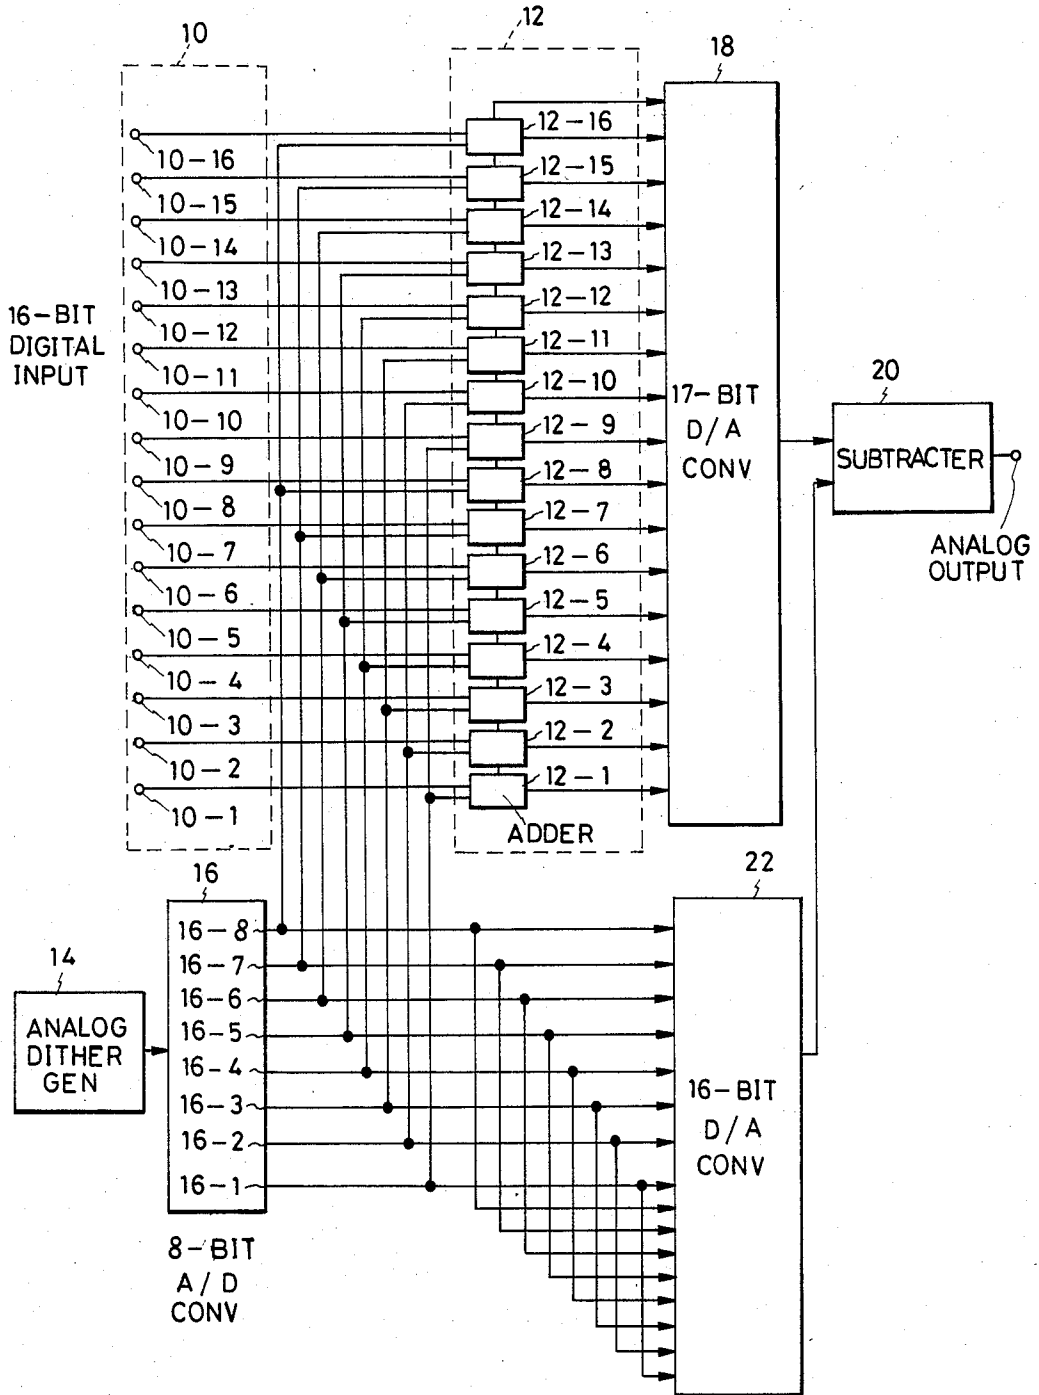 10
12
18
12-16
10-16
12-15
10-15
12-14
10-14
12-13
10-13
12-12
10-12
12-11
10-11
12-10
10-10
12-9
10-9
12-8
10-8
12-7
10-7
12-6
10-6
12-5
10-5
12-4
10-4
12-3
10-3
12-2
10-2
12-1
10-1
ADDER
16-BIT
DIGITAL
INPUT
17-BIT
D/A
CONV
20
SUBTRACTER
ANALOG
OUTPUT
14
ANALOG
DITHER
GEN
16
16-8
16-7
16-6
16-5
16-4
16-3
16-2
16-1
8-BIT
A/D
CONV
22
16-BIT
D/A
CONV